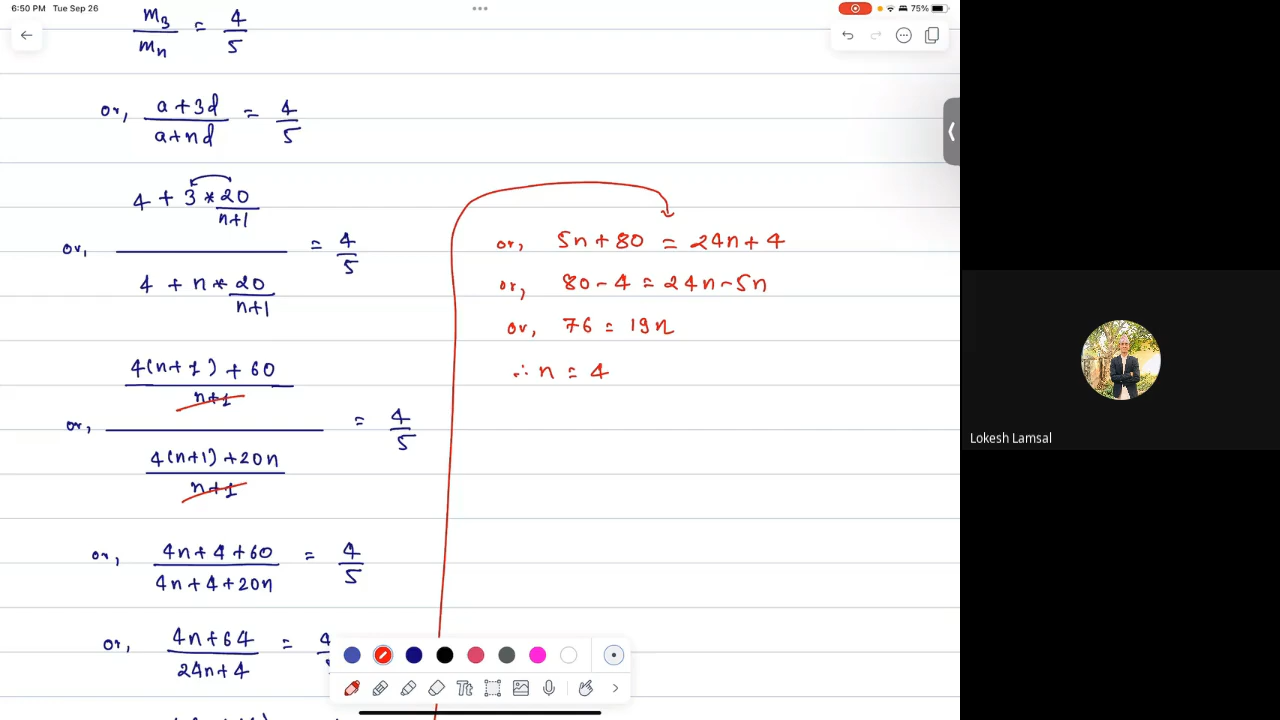 6:50 PM Tue Sep 26
75%
m3/mn = 4/5
or, (a+3d)/(a+nd) = 4/5
or, (4 + 3 * 20/(n+1))/(4 + n * 20/(n+1)) = 4/5
or, ((4(n+1)+60)/(n+1))/((4(n+1)+20n)/(n+1)) = 4/5
or, (4n+4+60)/(4n+4+20n) = 4/5
or, (4n+64)/(24n+4) = 4
or, 5n+80 = 24n+4
or, 80-4 = 24n-5n
or, 76 = 19n
∴ n = 4
Tt
Lokesh Lamsal